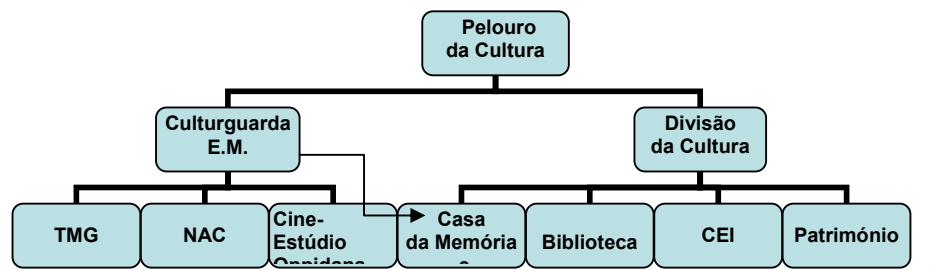 Pelouro
da Cultura
Culturguarda
E.M.
Divisão
da Cultura
TMG
NAC
Cine-
Estúdio
Casa
da Memória
Biblioteca
CEI
Património